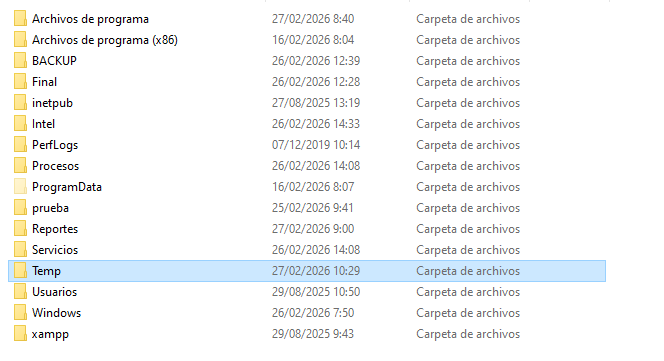 Archivos de programa 27/02/2026 8:40 Carpeta de archivos
Archivos de programa (x86) 16/02/2026 8:04 Carpeta de archivos
BACKUP 26/02/2026 12:39 Carpeta de archivos
Final 26/02/2026 12:28 Carpeta de archivos
inetpub 27/08/2025 13:19 Carpeta de archivos
Intel 26/02/2026 14:33 Carpeta de archivos
PerfLogs 07/12/2019 10:14 Carpeta de archivos
Procesos 26/02/2026 14:08 Carpeta de archivos
ProgramData 16/02/2026 8:07 Carpeta de archivos
prueba 25/02/2026 9:41 Carpeta de archivos
Reportes 27/02/2026 9:00 Carpeta de archivos
Servicios 26/02/2026 14:08 Carpeta de archivos
Temp 27/02/2026 10:29 Carpeta de archivos
Usuarios 29/08/2025 10:50 Carpeta de archivos
Windows 26/02/2026 7:50 Carpeta de archivos
xampp 29/08/2025 9:43 Carpeta de archivos